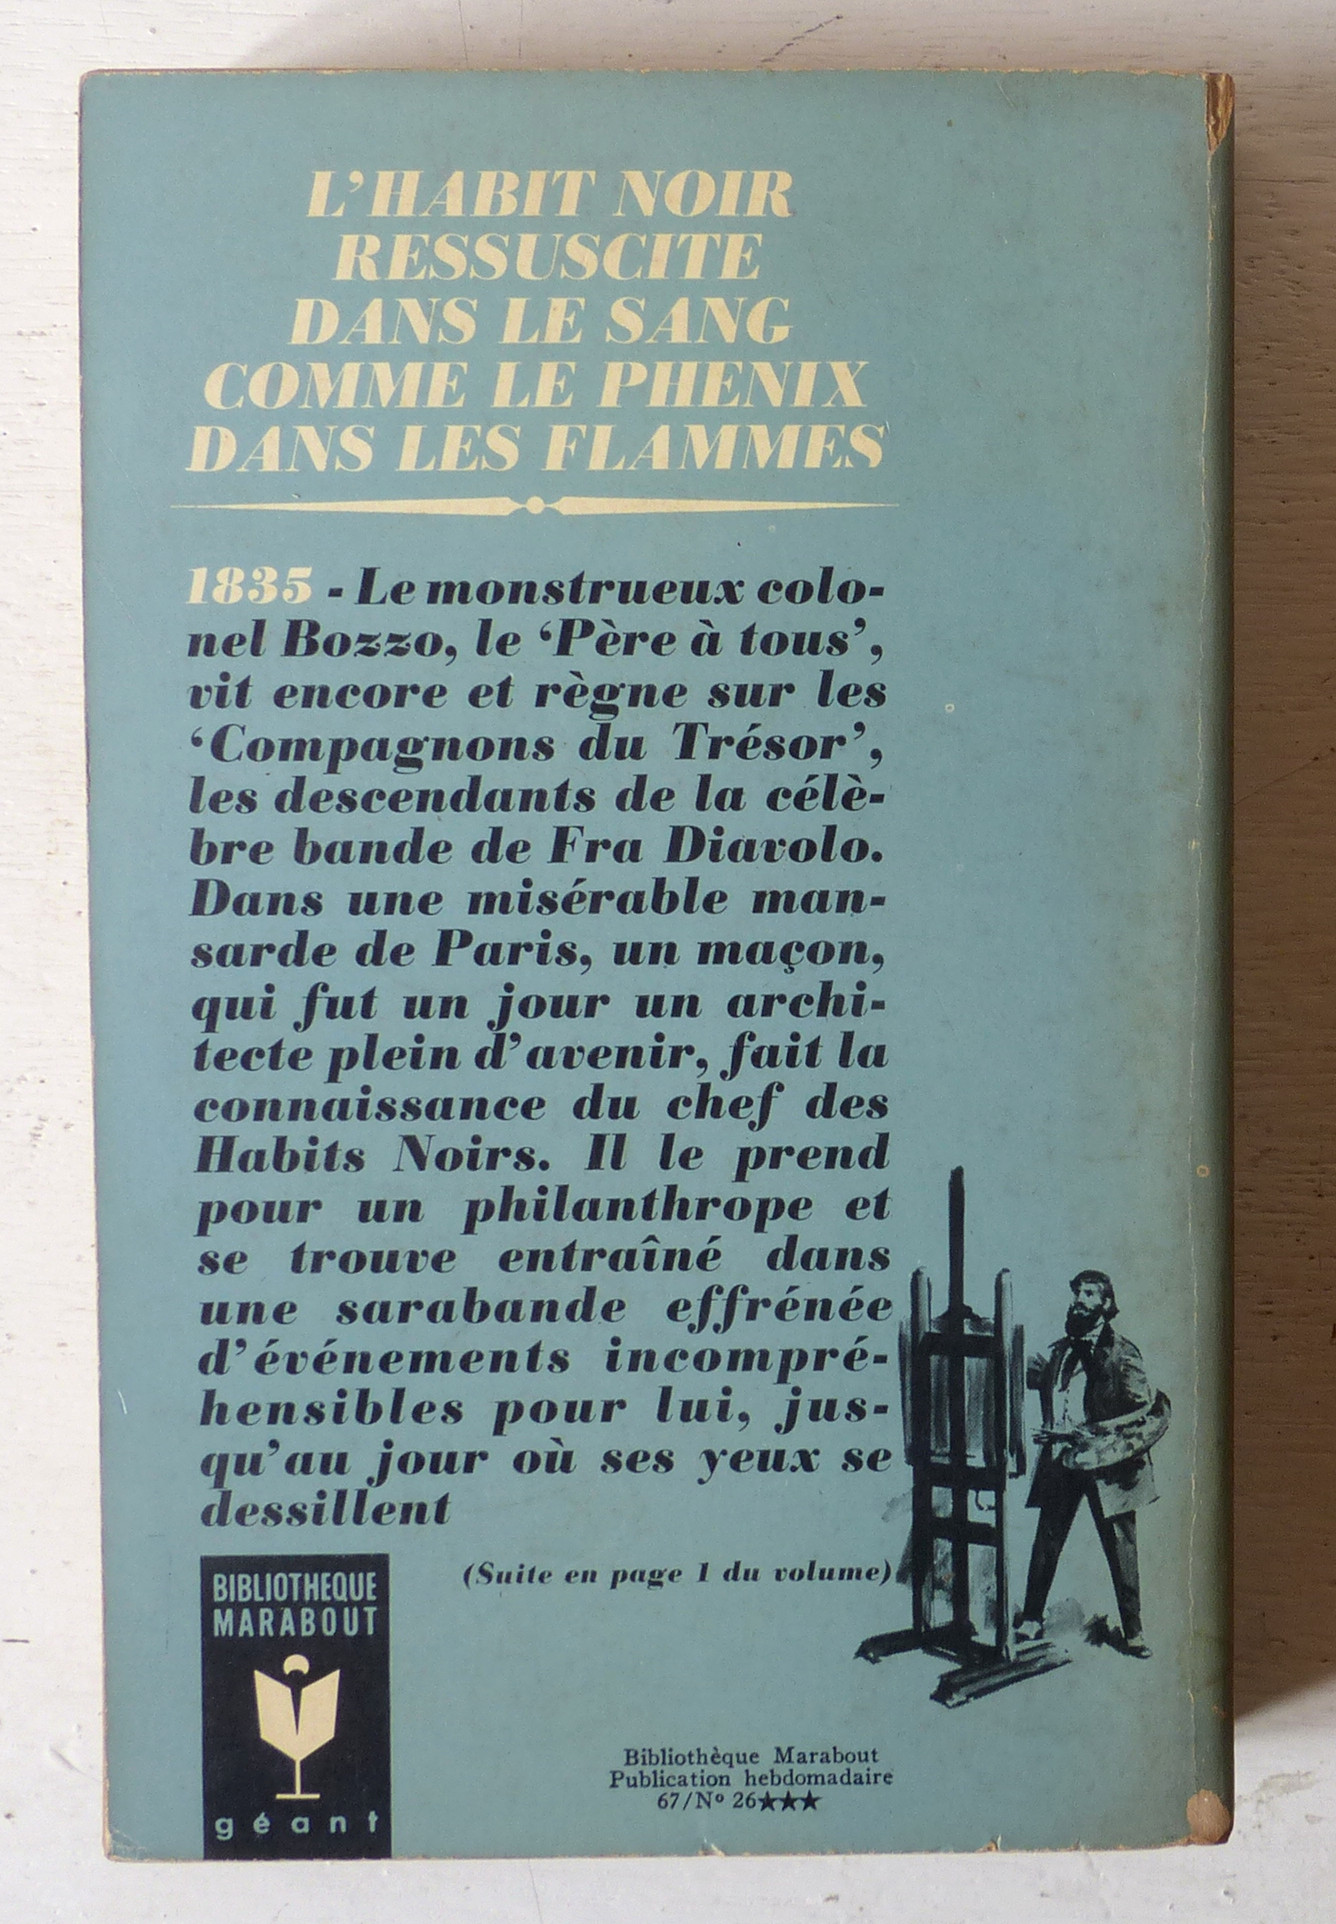 L'HABIT NOIR
RESSUSCITE
DANS LE SANG
COMME LE PHENIX
DANS LES FLAMMES
1835 - Le monstrueux colo-
nel Bozzo, le ‘Père à tous’,
vit encore et règne sur les
‘Compagnons du Trésor’,
les descendants de la célè-
bre bande de Fra Diavolo.
Dans une misérable man-
sarde de Paris, un maçon,
qui fut un jour un archi-
tecte plein d'avenir, fait la
connaissance du chef des
Habits Noirs. Il le prend
pour un philanthrope et
se trouve entraîné dans
une sarabande effrénée
d'événements incompré-
hensibles pour lui, jus-
qu'au jour où ses yeux se
dessillent
(Suite en page 1 du volume)
BIBLIOTHEQUE
MARABOUT
géant
Bibliothèque Marabout
Publication hebdomadaire
67/Nº 26★★★